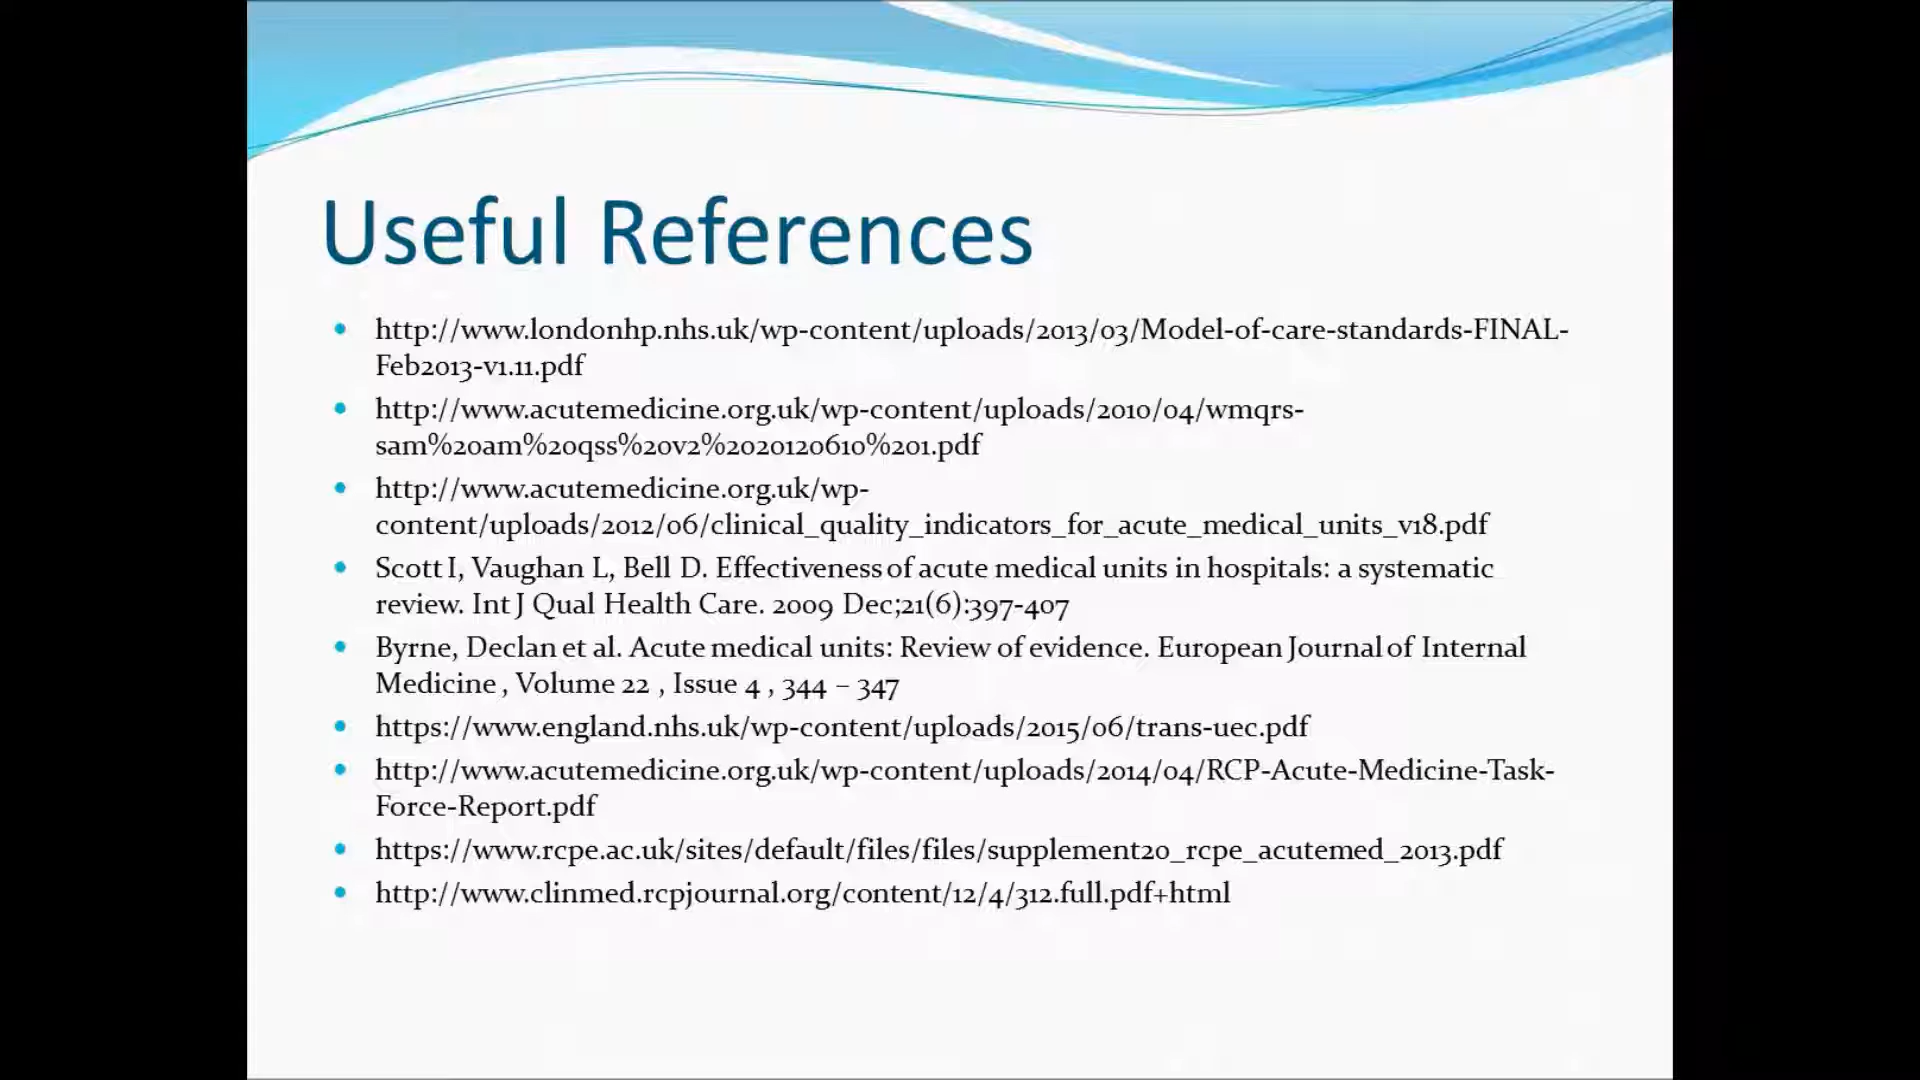 Useful References
• http://www.londonhp.nhs.uk/wp-content/uploads/2013/03/Model-of-care-standards-FINAL-
Feb2013-v1.11.pdf
• http://www.acutemedicine.org.uk/wp-content/uploads/2010/04/wmqrs-
sam%20am%20qss%20v2%2020120610%201.pdf
• http://www.acutemedicine.org.uk/wp-
content/uploads/2012/06/clinical_quality_indicators_for_acute_medical_units_v18.pdf
• Scott I, Vaughan L, Bell D. Effectiveness of acute medical units in hospitals: a systematic
review. Int J Qual Health Care. 2009 Dec;21(6):397-407
• Byrne, Declan et al. Acute medical units: Review of evidence. European Journal of Internal
Medicine , Volume 22 , Issue 4 , 344 – 347
• https://www.england.nhs.uk/wp-content/uploads/2015/06/trans-uec.pdf
• http://www.acutemedicine.org.uk/wp-content/uploads/2014/04/RCP-Acute-Medicine-Task-
Force-Report.pdf
• https://www.rcpe.ac.uk/sites/default/files/files/supplement20_rcpe_acutemed_2013.pdf
• http://www.clinmed.rcpjournal.org/content/12/4/312.full.pdf+html